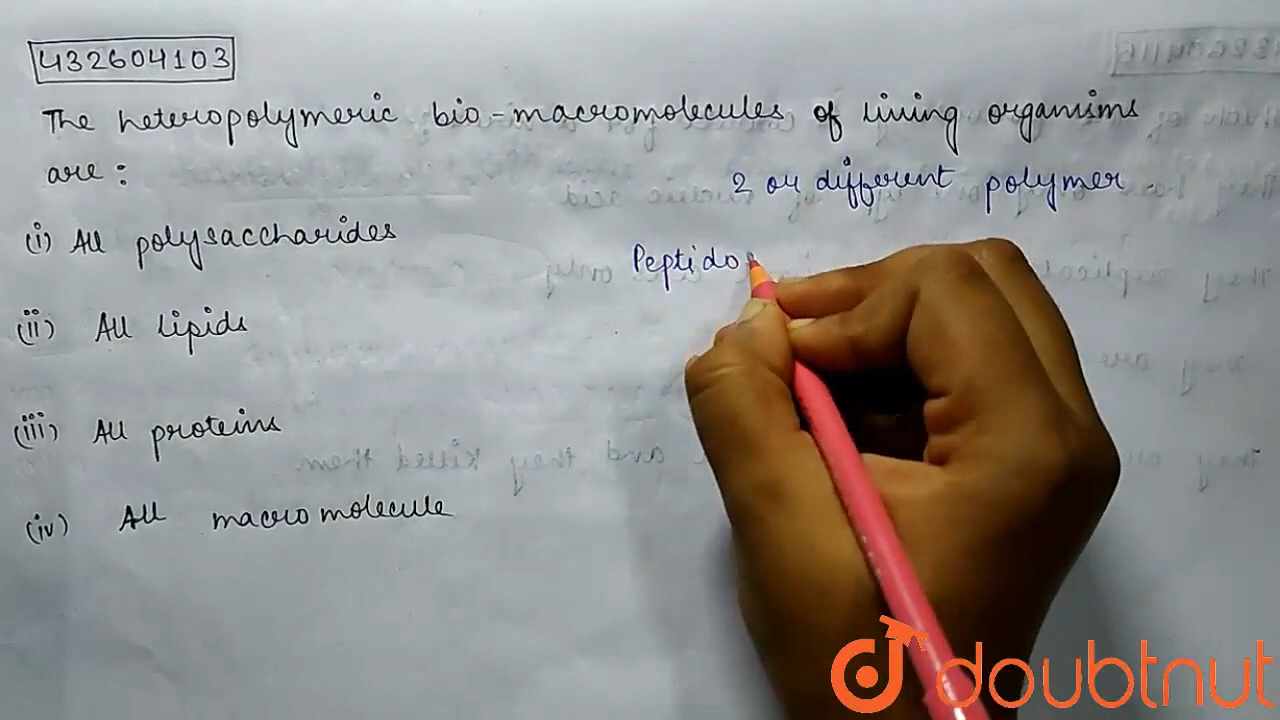 432604103
The heteropolymeric bio-macromolecules of living organisms
are :
2 or different polymer
(i) All polysaccharides
Peptido
(ii) All lipids
(iii) All proteins
(iv) All macromolecule
doubtnut